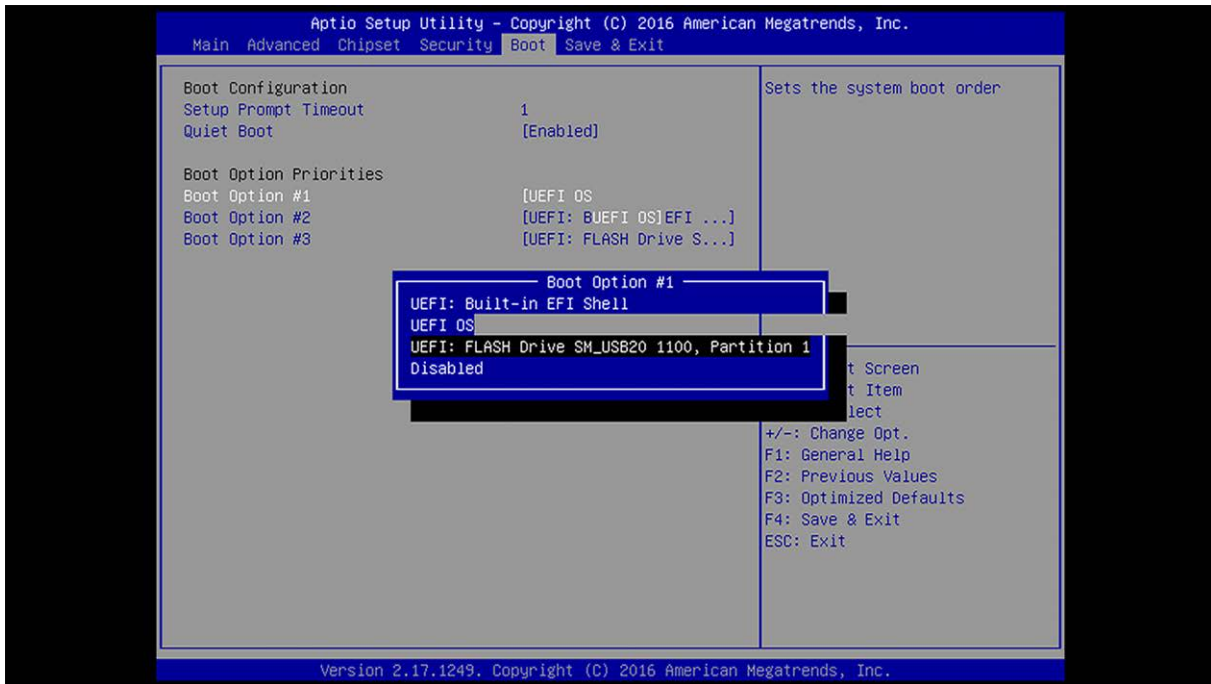 Aptio Setup Utility – Copyright (C) 2016 American Megatrends, Inc.
Main Advanced Chipset Security Boot Save & Exit
Boot Configuration
Setup Prompt Timeout 1
Quiet Boot [Enabled]
Boot Option Priorities
Boot Option #1 [UEFI OS
Boot Option #2 [UEFI: BUEFI OS]EFI ...]
Boot Option #3 [UEFI: FLASH Drive S...]
Sets the system boot order
Boot Option #1
UEFI: Built-in EFI Shell
UEFI OS
UEFI: FLASH Drive SM_USB20 1100, Partition 1
Disabled
t Screen
t Item
lect
+/-: Change Opt.
F1: General Help
F2: Previous Values
F3: Optimized Defaults
F4: Save & Exit
ESC: Exit
Version 2.17.1249. Copyright (C) 2016 American Megatrends, Inc.